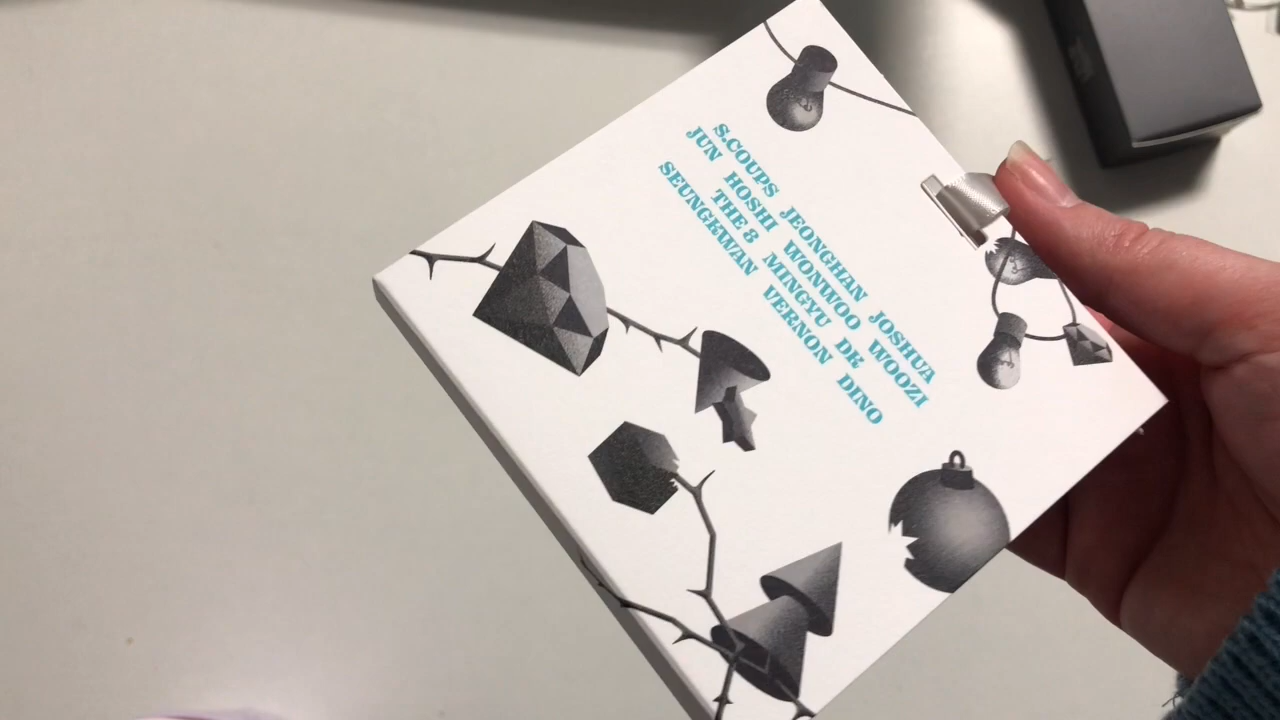 S.COUPS JEONGHAN JOSHUA
JUN HOSHI WONWOO WOOZI
THE 8 MINGYU DK
SEUNGKWAN VERNON DINO